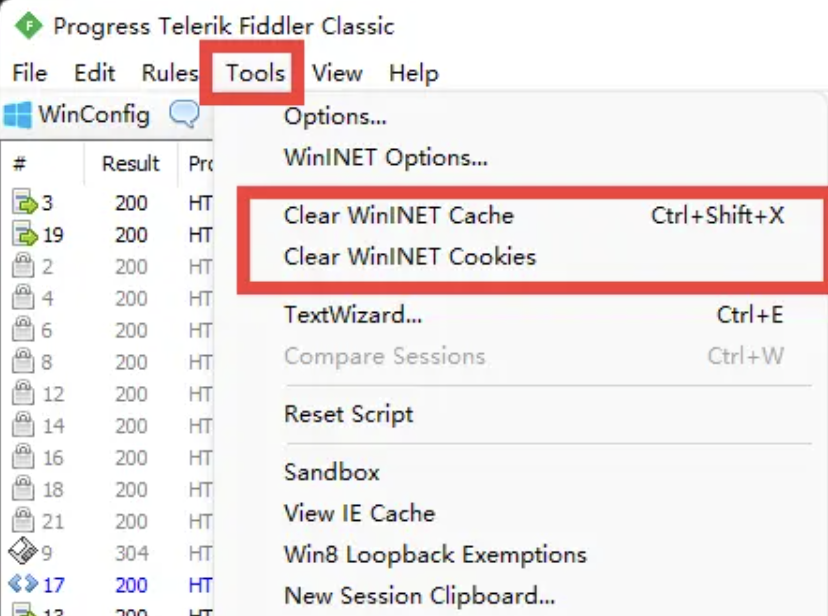 Progress Telerik Fiddler Classic
File Edit Rules Tools View Help
WinConfig
Options...
WinINET Options...
# Result
Clear WinINET Cache Ctrl+Shift+X
Clear WinINET Cookies
TextWizard... Ctrl+E
Compare Sessions Ctrl+W
Reset Script
Sandbox
View IE Cache
Win8 Loopback Exemptions
New Session Clipboard...
3 200 HT
19 200 HT
2 200 HT
4 200 HT
6 200 HT
8 200 HT
12 200 HT
14 200 HT
16 200 HT
18 200 HT
21 200 HT
9 304 HT
17 200 HT